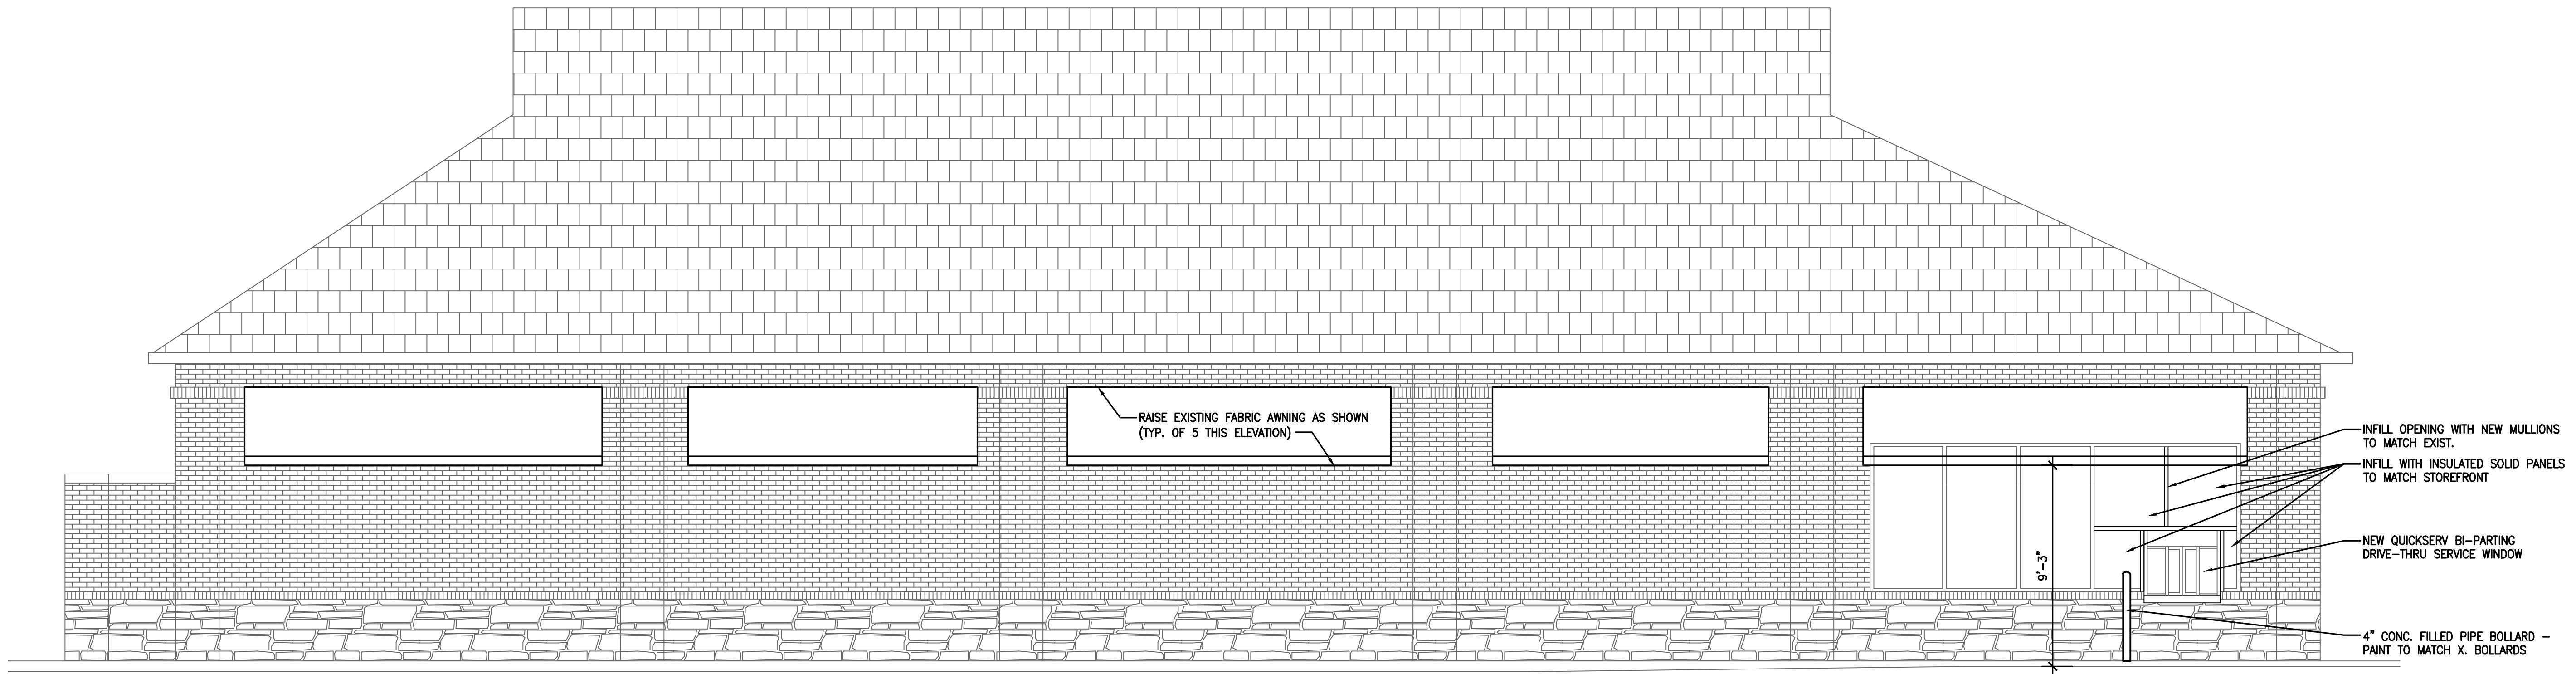 RAISE EXISTING FABRIC AWNING AS SHOWN
(TYP. OF 5 THIS ELEVATION)
INFILL OPENING WITH NEW MULLIONS
TO MATCH EXIST.
INFILL WITH INSULATED SOLID PANELS
TO MATCH STOREFRONT
NEW QUICKSERV BI-PARTING
DRIVE-THRU SERVICE WINDOW
9'-3"
4" CONC. FILLED PIPE BOLLARD -
PAINT TO MATCH X. BOLLARDS